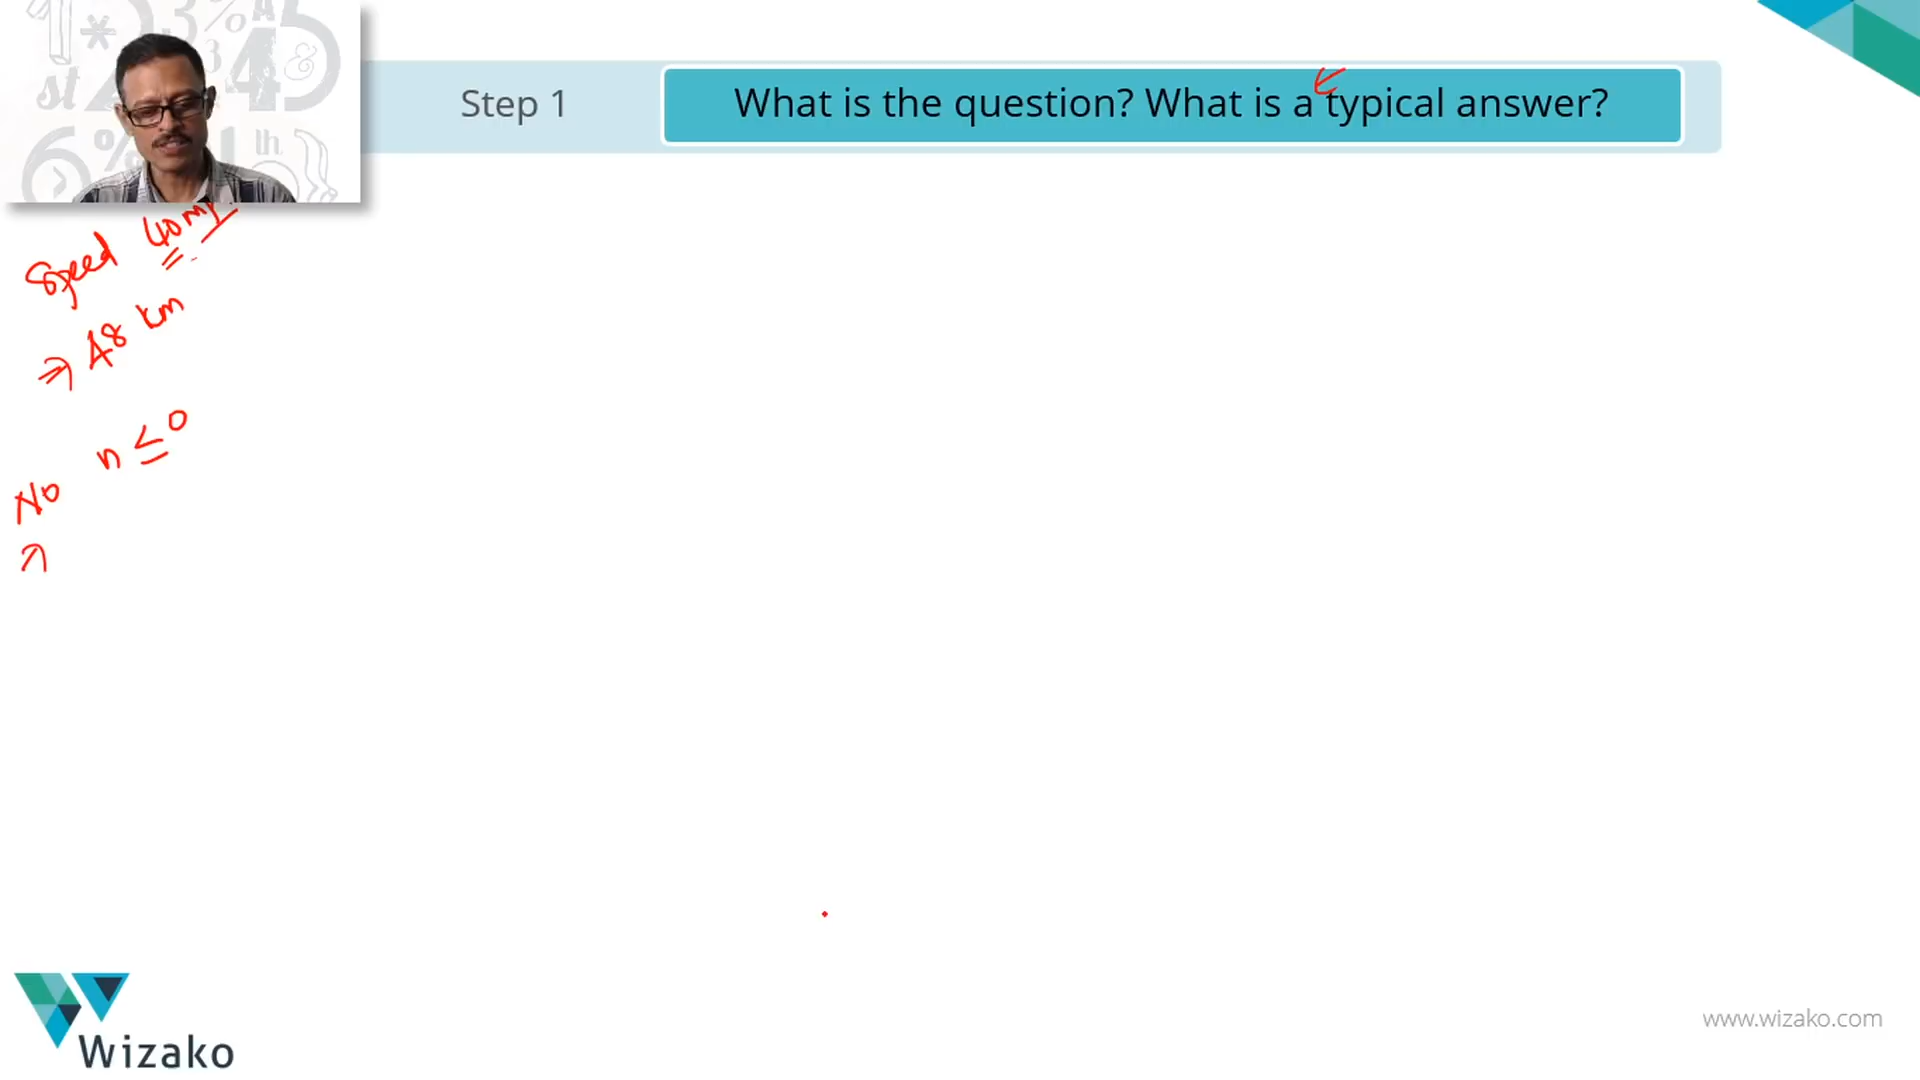 Step 1
What is the question? What is a typical answer?
Speed 40
⇒ 48 km
n ≤ 0
No
Wizako
www.wizako.com